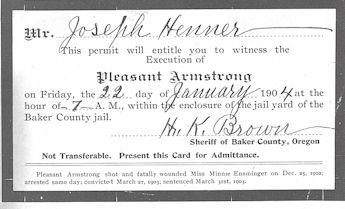 Mr. Joseph Henner
This permit will entitle you to witness the
Execution of
Pleasant Armstrong
on Friday, the 22 day of January 1904 at the
hour of 7 A. M., within the enclosure of the jail yard of the
Baker County jail.
H. K. Brown
Sheriff of Baker County, Oregon
Not Transferable. Present this Card for Admittance.
Pleasant Armstrong shot and fatally wounded Miss Minnie Ensminger on Dec. 25, 1902;
arrested same day; convicted March 27, 1903; sentenced March 31st, 1903.